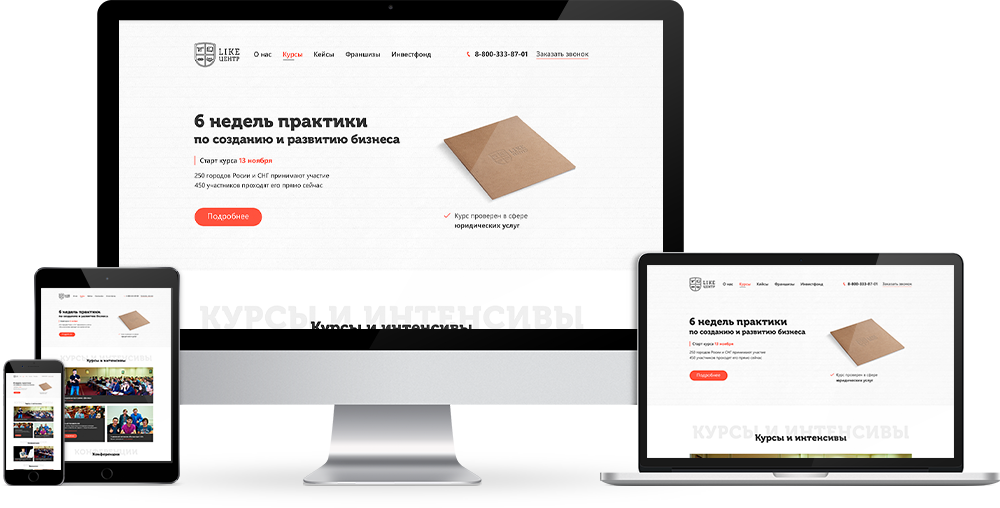 LIKE
ЦЕНТР
О нас Курсы Кейсы Франшизы Инвестфонд
8-800-333-87-01 Заказать звонок
6 недель практики
по созданию и развитию бизнеса
Старт курса 13 ноября
250 городов Росии и СНГ принимают участие
450 участников проходят его прямо сейчас
Подробнее
Курс проверен в сфере
юридических услуг
КУРСЫ И ИНТЕНСИВЫ
Курсы и интенсивы
6 недель практики
по созданию и развитию бизнеса
Курсы и интенсивы
Конференции
LIKE
ЦЕНТР
О нас Курсы Кейсы Франшизы Инвестфонд
8-800-333-87-01 Заказать звонок
6 недель практики
по созданию и развитию бизнеса
Старт курса 13 ноября
250 городов Росии и СНГ принимают участие
450 участников проходят его прямо сейчас
Подробнее
Курс проверен в сфере
юридических услуг
КУРСЫ И ИНТЕНСИВЫ
Курсы и интенсивы